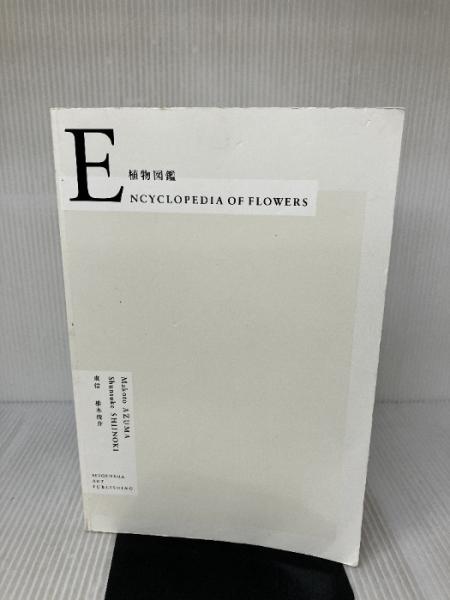 植物図鑑
ENCYCLOPEDIA OF FLOWERS
Makoto AZUMA
Shunsuke SHIINOKI
東信 椎木俊介
SEIGENSHA
ART
PUBLISHING